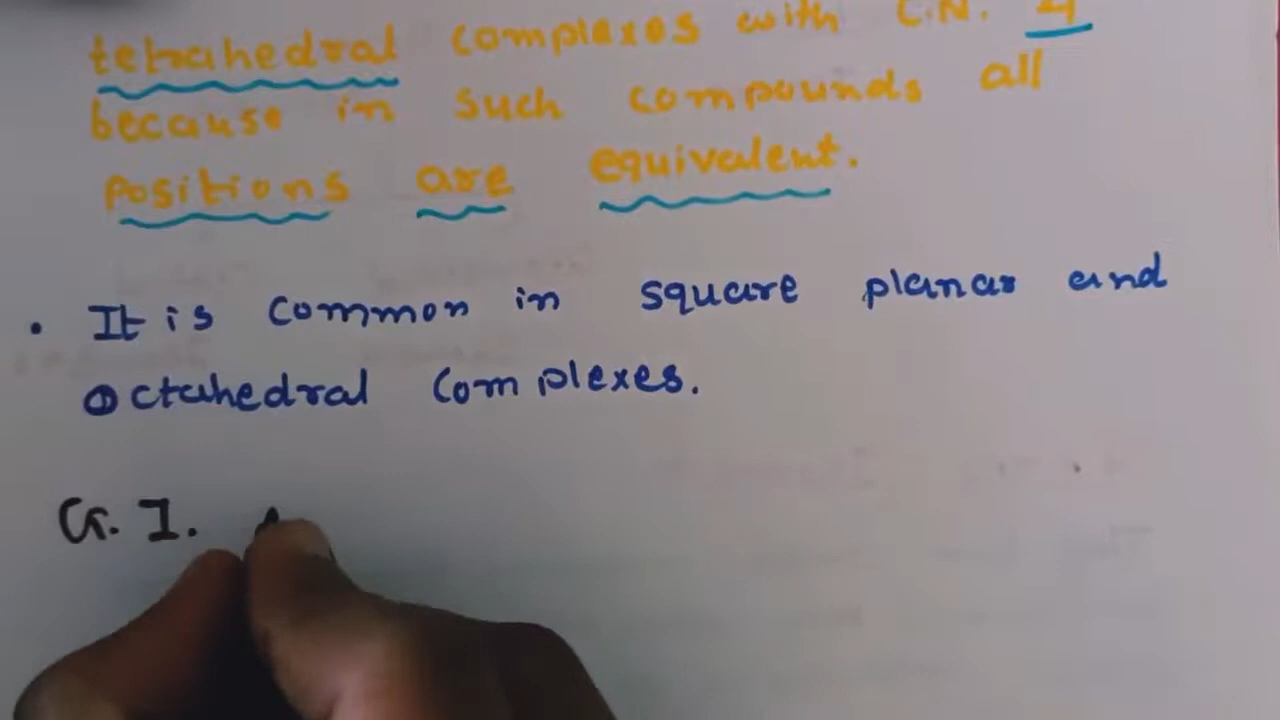 tetrahedral complexes with C.N. 4
because in such compounds all
positions are equivalent.
• It is common in square planar and
Octahedral Complexes.
G. I.